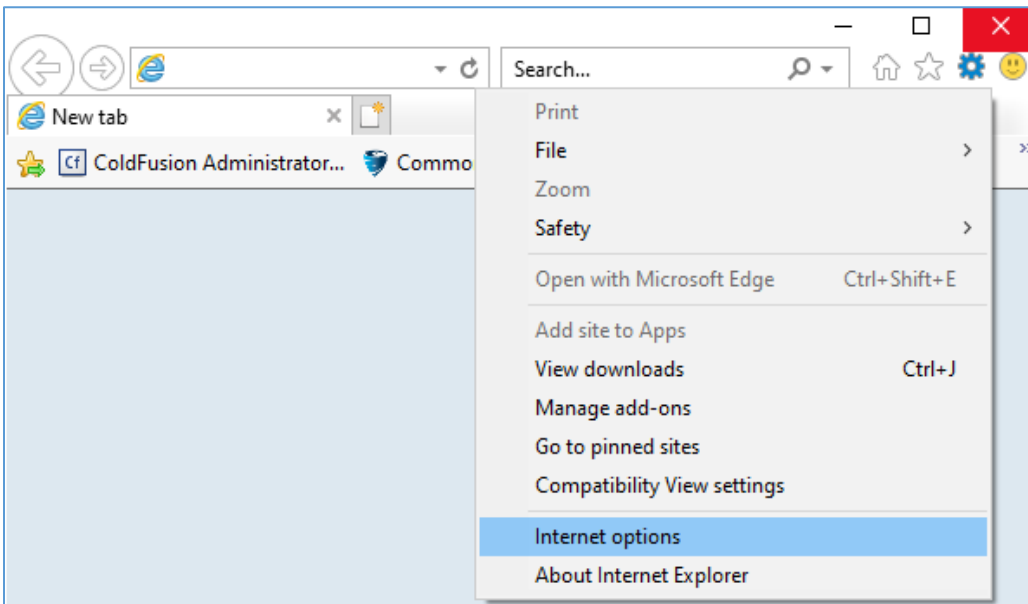 Search...
New tab
Cf ColdFusion Administrator... Commo
Print
File
Zoom
Safety
Open with Microsoft Edge Ctrl+Shift+E
Add site to Apps
View downloads Ctrl+J
Manage add-ons
Go to pinned sites
Compatibility View settings
Internet options
About Internet Explorer